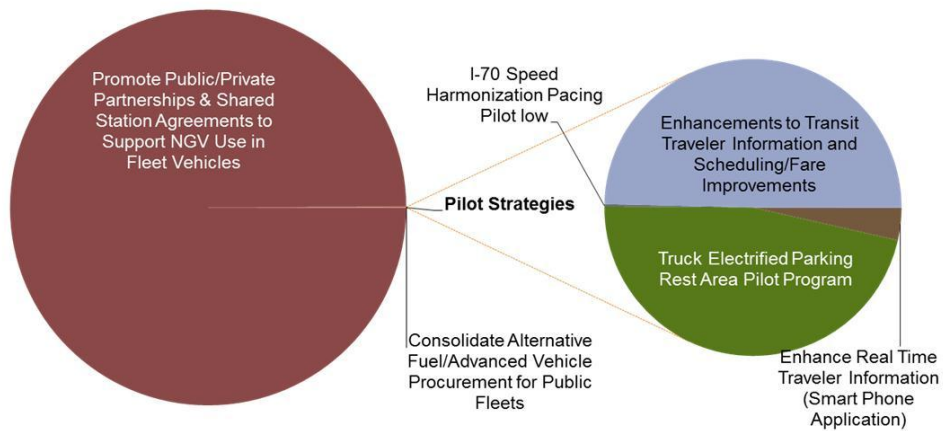 Promote Public/Private
Partnerships & Shared
Station Agreements to
Support NGV Use in
Fleet Vehicles
I-70 Speed
Harmonization Pacing
Pilot low
Enhancements to Transit
Traveler Information and
Scheduling/Fare
Improvements
Pilot Strategies
Truck Electrified Parking
Rest Area Pilot Program
Consolidate Alternative
Fuel/Advanced Vehicle
Procurement for Public
Fleets
Enhance Real Time
Traveler Information
(Smart Phone
Application)